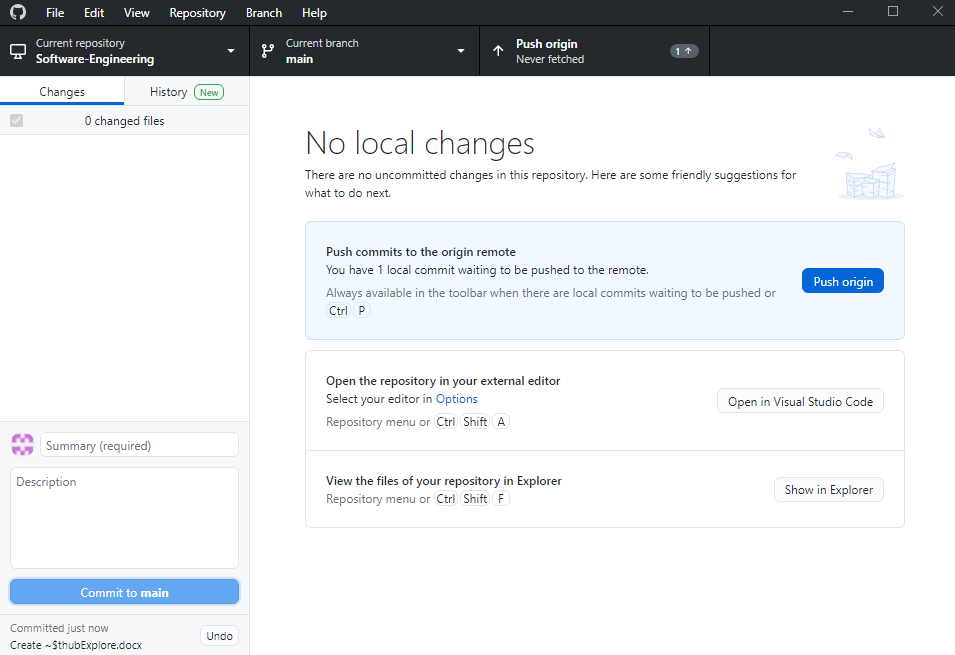 File Edit View Repository Branch Help
Current repository
Software-Engineering
Current branch
main
Push origin
Never fetched
1
Changes
History New
0 changed files
No local changes
There are no uncommitted changes in this repository. Here are some friendly suggestions for
what to do next.
Push commits to the origin remote
You have 1 local commit waiting to be pushed to the remote.
Always available in the toolbar when there are local commits waiting to be pushed or
Ctrl P
Push origin
Open the repository in your external editor
Select your editor in Options
Repository menu or Ctrl Shift A
Open in Visual Studio Code
View the files of your repository in Explorer
Repository menu or Ctrl Shift F
Show in Explorer
Summary (required)
Description
Commit to main
Committed just now
Create ~$thubExplore.docx
Undo